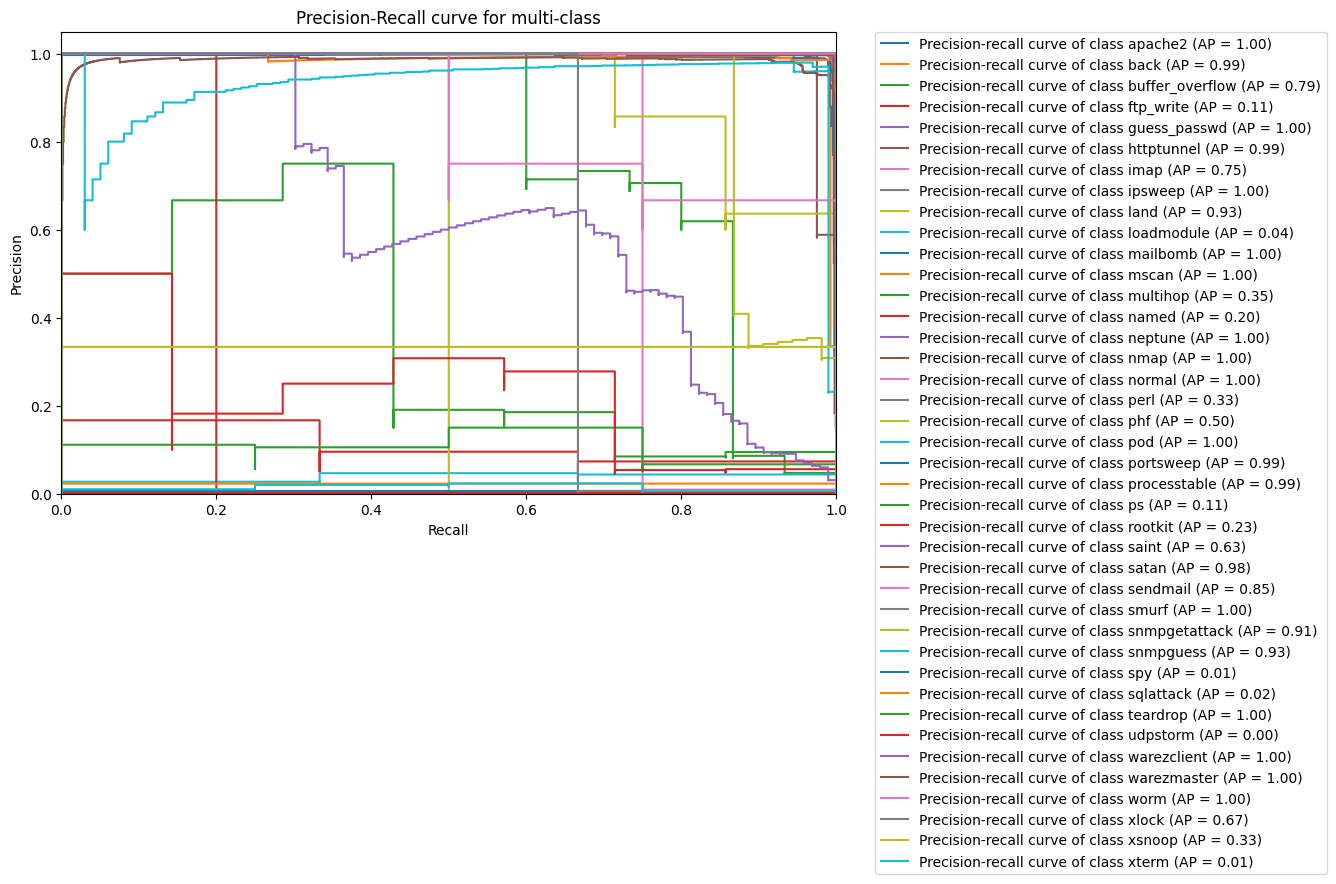 Precision-Recall curve for multi-class
1.0
0.8
0.6
0.4
0.2
0.0
Precision
0.0 0.2 0.4 0.6 0.8 1.0
Recall
Precision-recall curve of class apache2 (AP = 1.00)
Precision-recall curve of class back (AP = 0.99)
Precision-recall curve of class buffer_overflow (AP = 0.79)
Precision-recall curve of class ftp_write (AP = 0.11)
Precision-recall curve of class guess_passwd (AP = 1.00)
Precision-recall curve of class httptunnel (AP = 0.99)
Precision-recall curve of class imap (AP = 0.75)
Precision-recall curve of class ipsweep (AP = 1.00)
Precision-recall curve of class land (AP = 0.93)
Precision-recall curve of class loadmodule (AP = 0.04)
Precision-recall curve of class mailbomb (AP = 1.00)
Precision-recall curve of class mscan (AP = 1.00)
Precision-recall curve of class multihop (AP = 0.35)
Precision-recall curve of class named (AP = 0.20)
Precision-recall curve of class neptune (AP = 1.00)
Precision-recall curve of class nmap (AP = 1.00)
Precision-recall curve of class normal (AP = 1.00)
Precision-recall curve of class perl (AP = 0.33)
Precision-recall curve of class phf (AP = 0.50)
Precision-recall curve of class pod (AP = 1.00)
Precision-recall curve of class portsweep (AP = 0.99)
Precision-recall curve of class processtable (AP = 0.99)
Precision-recall curve of class ps (AP = 0.11)
Precision-recall curve of class rootkit (AP = 0.23)
Precision-recall curve of class saint (AP = 0.63)
Precision-recall curve of class satan (AP = 0.98)
Precision-recall curve of class sendmail (AP = 0.85)
Precision-recall curve of class smurf (AP = 1.00)
Precision-recall curve of class snmpgetattack (AP = 0.91)
Precision-recall curve of class snmpguess (AP = 0.93)
Precision-recall curve of class spy (AP = 0.01)
Precision-recall curve of class sqlattack (AP = 0.02)
Precision-recall curve of class teardrop (AP = 1.00)
Precision-recall curve of class udpstorm (AP = 0.00)
Precision-recall curve of class warezclient (AP = 1.00)
Precision-recall curve of class warezmaster (AP = 1.00)
Precision-recall curve of class worm (AP = 1.00)
Precision-recall curve of class xlock (AP = 0.67)
Precision-recall curve of class xsnoop (AP = 0.33)
Precision-recall curve of class xterm (AP = 0.01)